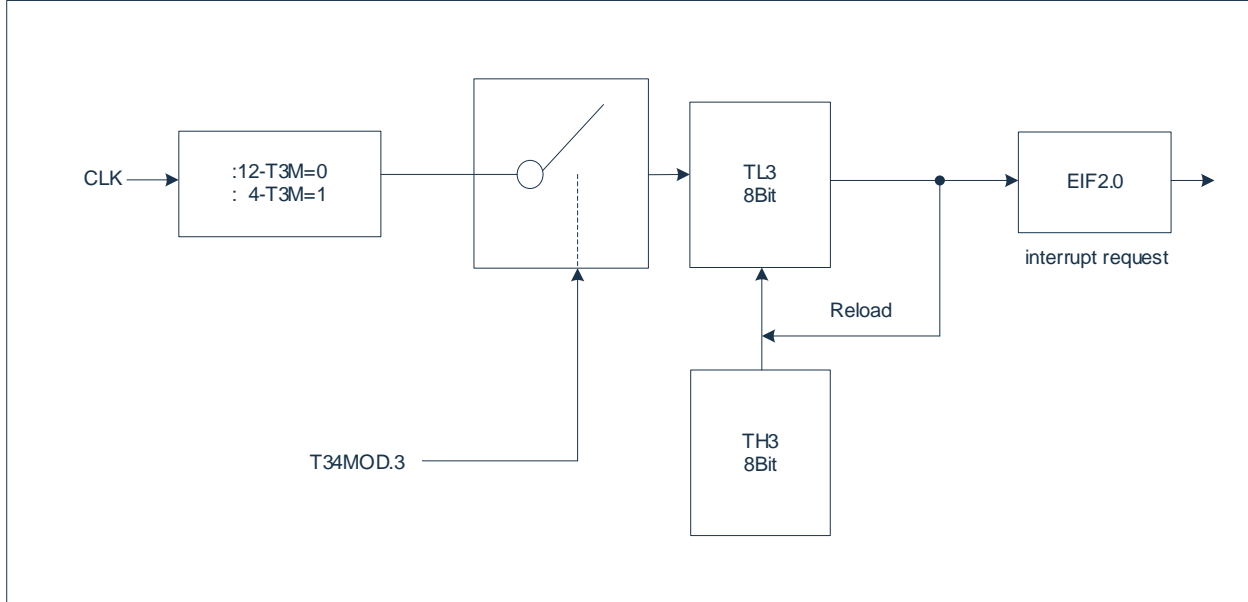 CLK
:12-T3M=0
: 4-T3M=1
TL3
8Bit
EIF2.0
interrupt request
Reload
TH3
8Bit
T34MOD.3